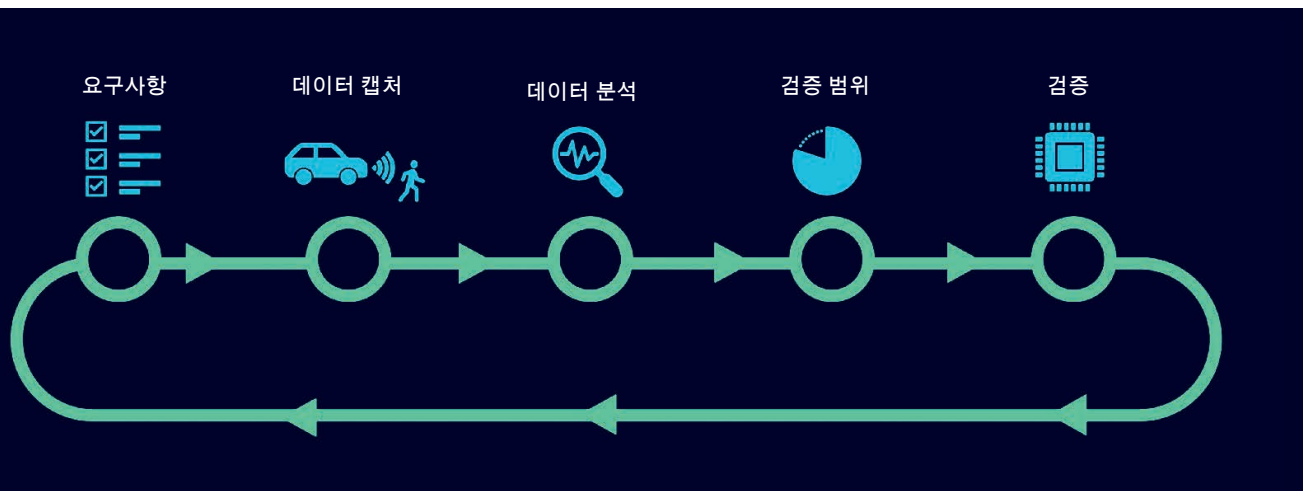 요구사항
데이터 캡처
데이터 분석
검증 범위
검증